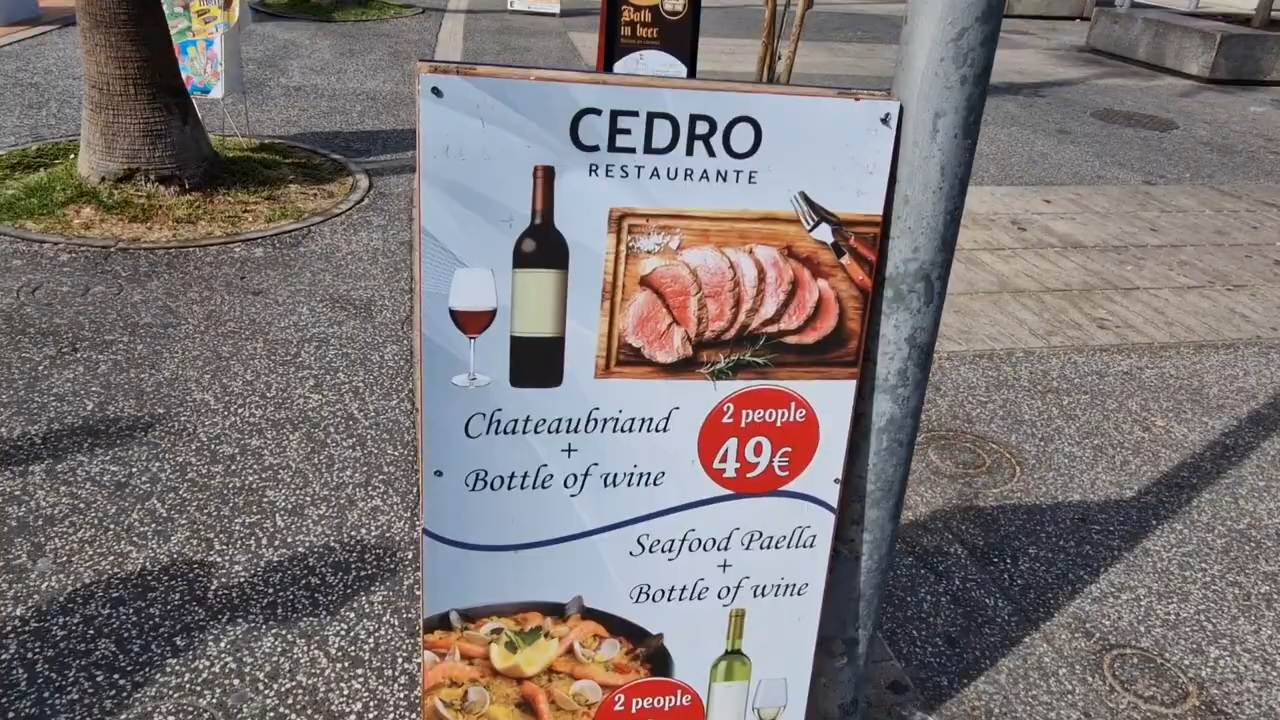 Bath
in beer
CEDRO
RESTAURANTE
2 people
49€
Chateaubriand
+
Bottle of wine
Seafood Paella
+
Bottle of wine
2 people